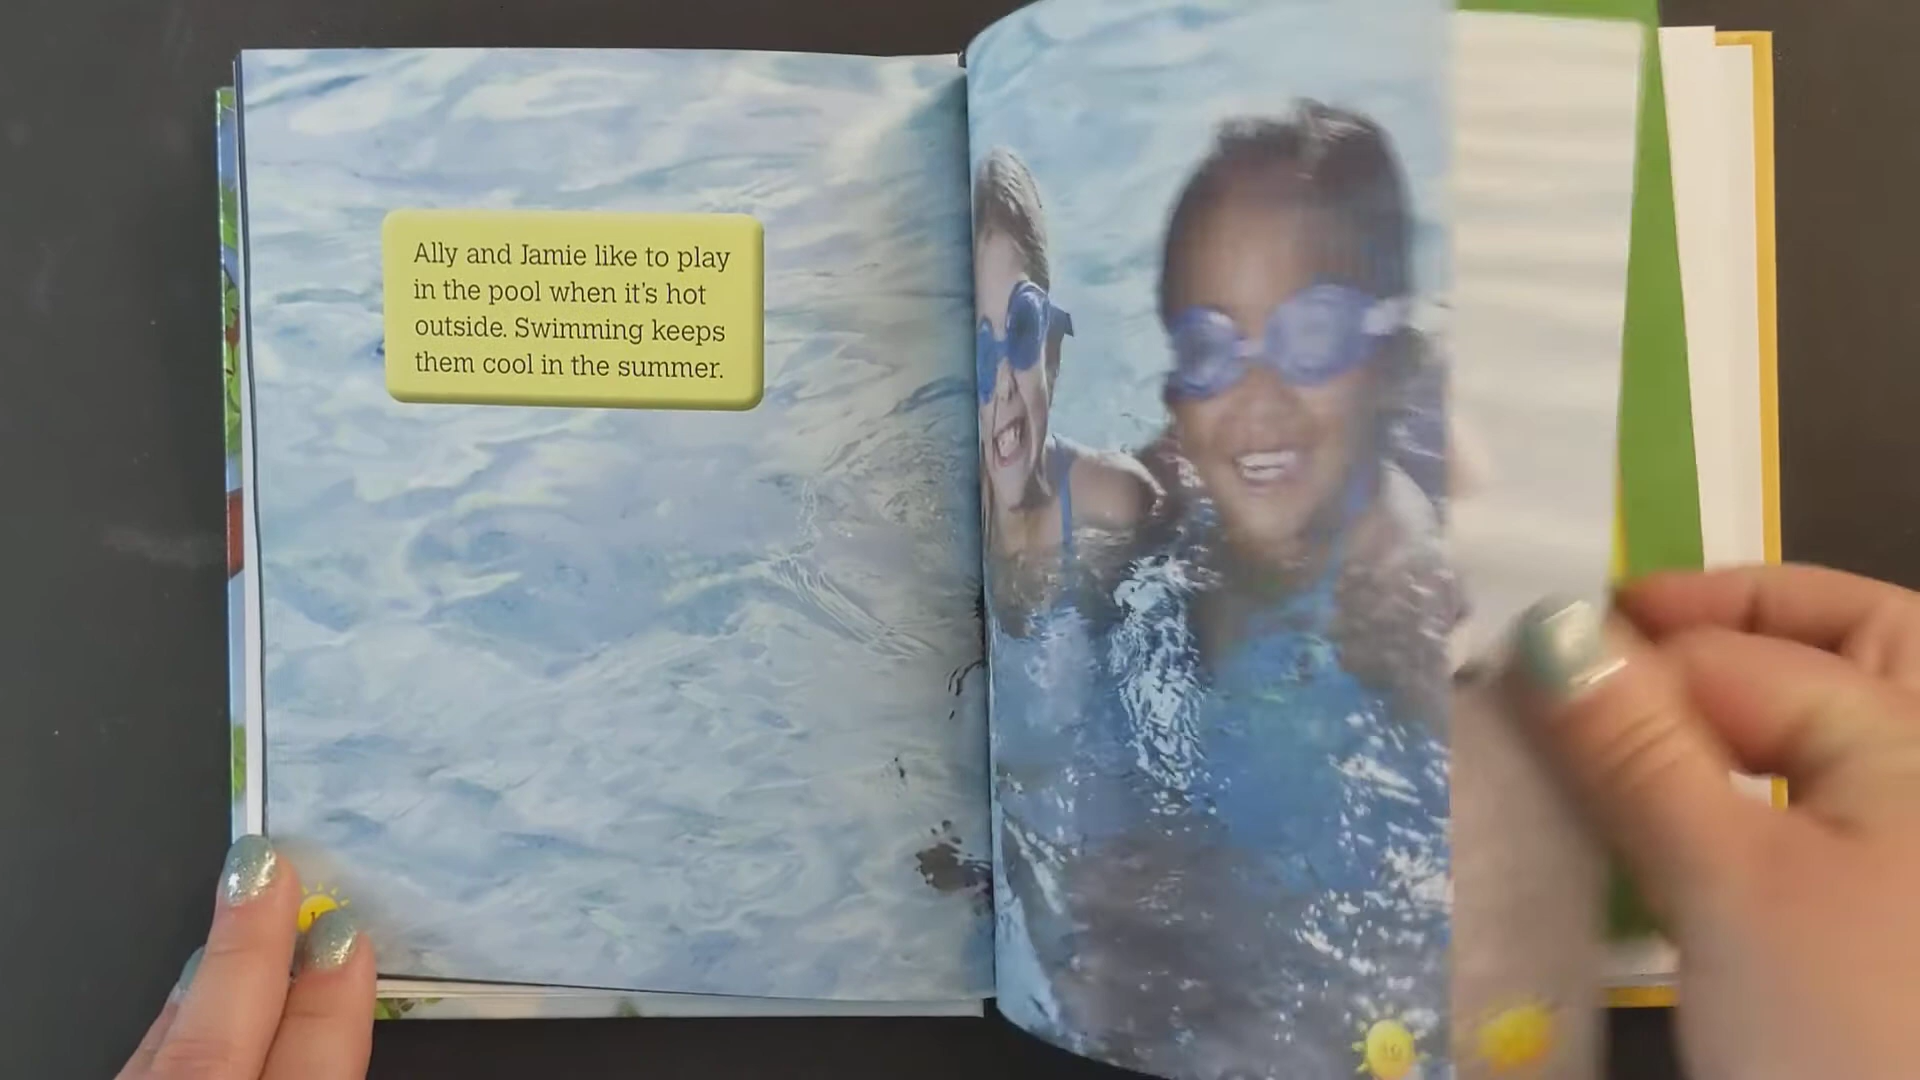 Ally and Jamie like to play
in the pool when it's hot
outside. Swimming keeps
them cool in the summer.